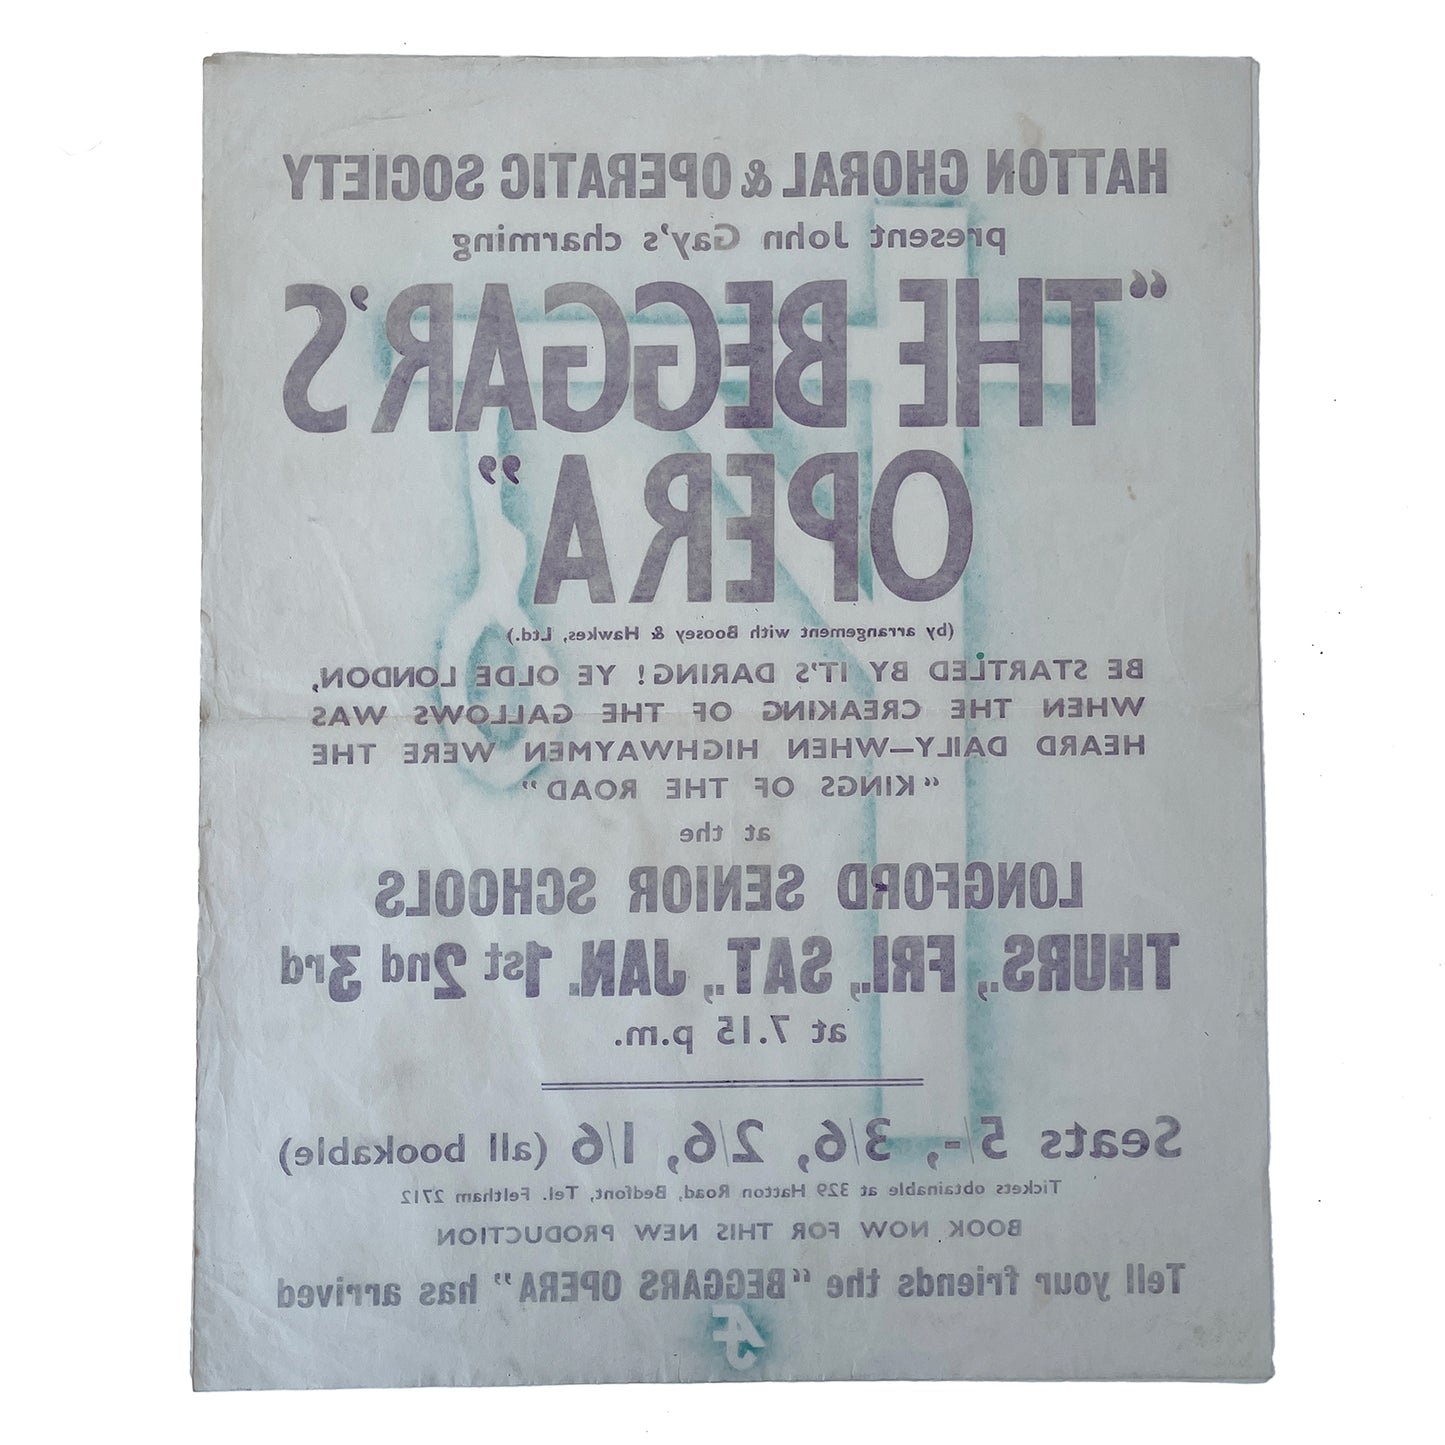 HATTON CHORAL & OPERATIC SOCIETY
present John Gay's charming
"THE BEGGAR'S
OPERA"
(by arrangement with Boosey & Hawkes, Ltd.)
BE STARTLED BY IT'S DARING! YE OLDE LONDON,
WHEN THE CREAKING OF THE GALLOWS WAS
HEARD DAILY—WHEN HIGHWAYMEN WERE THE
"KINGS OF THE ROAD"
at the
LONGFORD SENIOR SCHOOLS
THURS., FRI., SAT., JAN. 1st 2nd 3rd
at 7.15 p.m.
Seats 5/-, 3/6, 2/6, 1/6 (all bookable)
Tickets obtainable at 329 Hatton Road, Bedfont, Tel. Feltham 2712
BOOK NOW FOR THIS NEW PRODUCTION
Tell your friends the "BEGGARS OPERA" has arrived